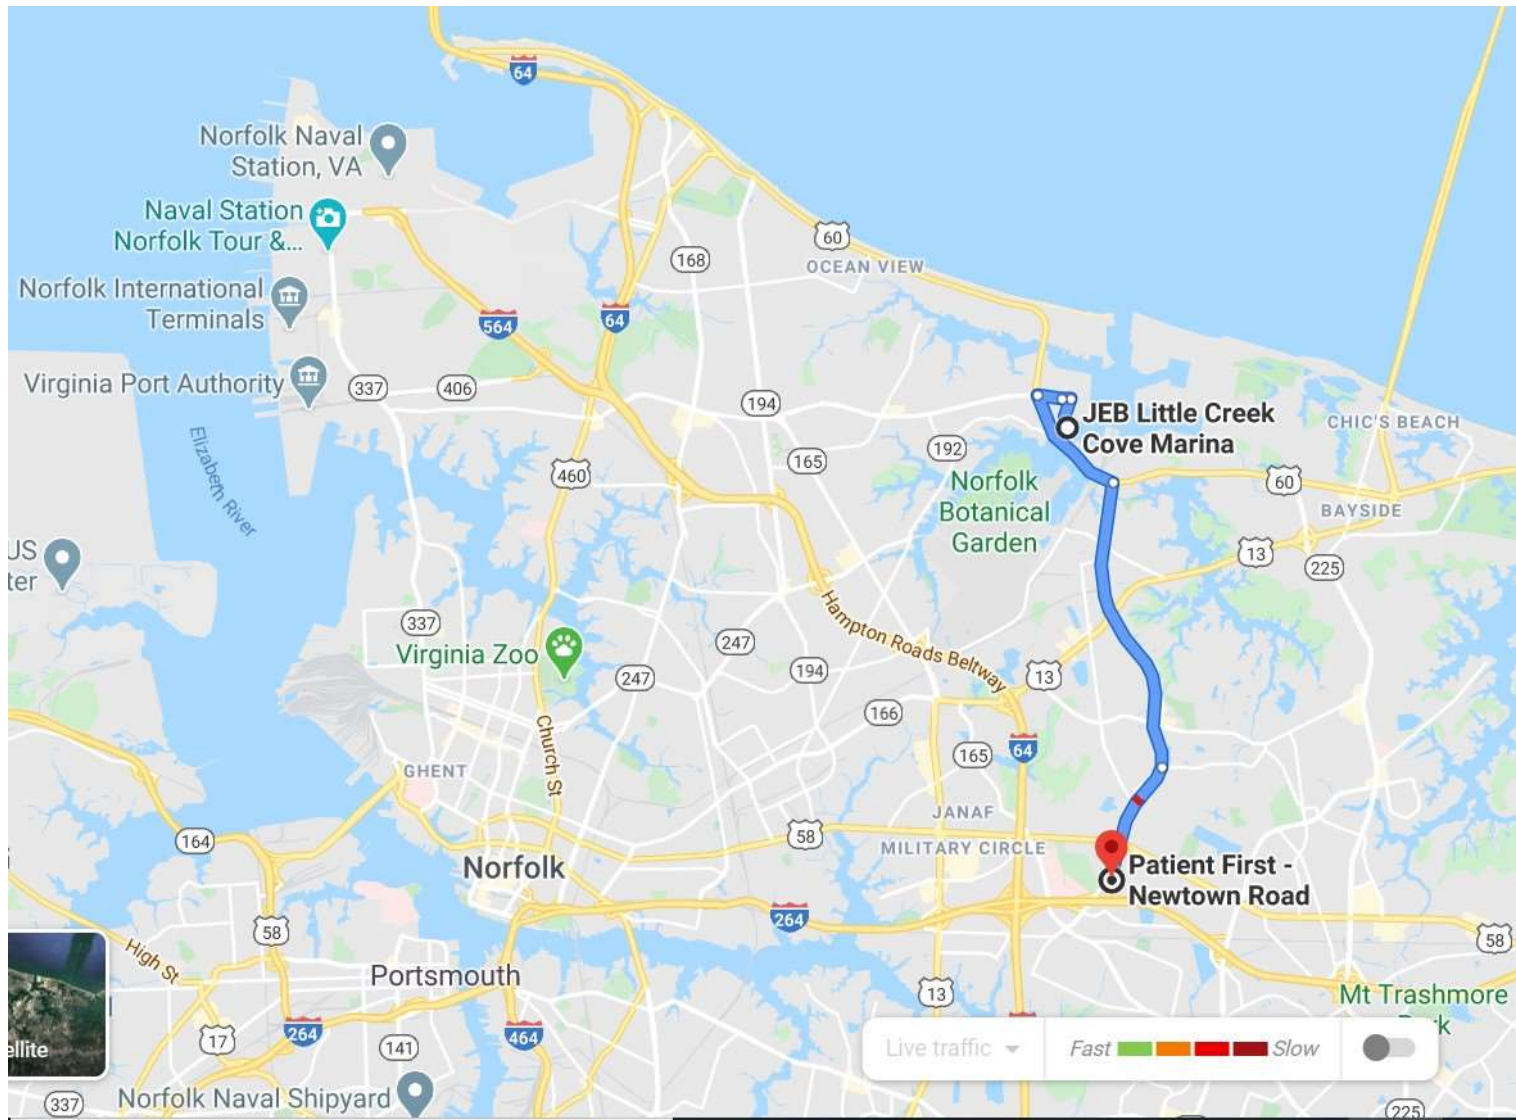 64
Norfolk Naval
Station, VA
Naval Station
Norfolk Tour &...
60
OCEAN VIEW
168
Norfolk International
Terminals
564
64
Virginia Port Authority
337
406
194
JEB Little Creek
Cove Marina
CHIC'S BEACH
192
165
460
Norfolk
Botanical
Garden
60
BAYSIDE
Elizabeth River
US
ter
13
225
337
Virginia Zoo
Hampton Roads Beltway
247
247
194
13
166
Church St
165
64
GHENT
JANAF
MILITARY CIRCLE
58
164
Norfolk
Patient First -
Newtown Road
264
58
58
High St
Portsmouth
13
Mt Trashmore
rk
17
264
464
141
ellite
Live traffic
Fast
Slow
Norfolk Naval Shipyard
337
225